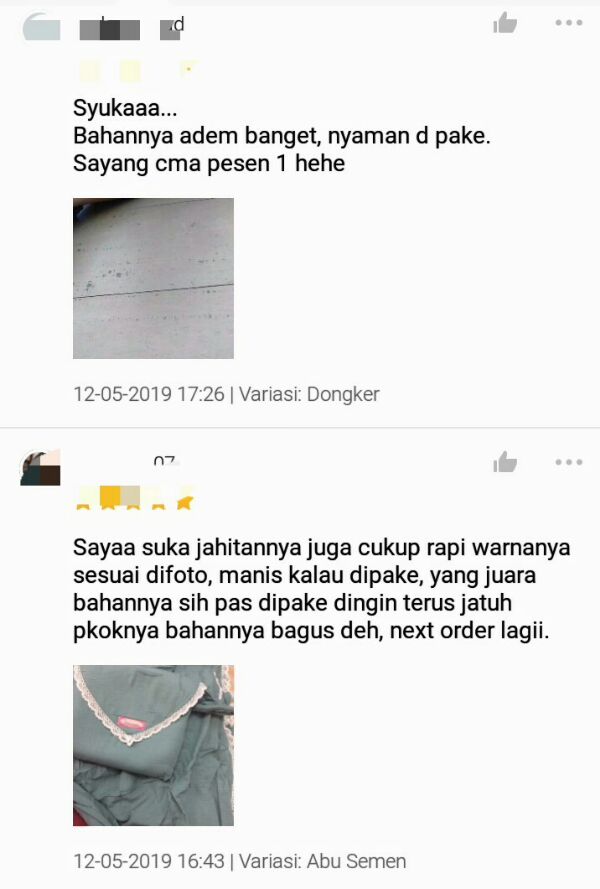 d
Syukaaa...
Bahannya adem banget, nyaman d pake.
Sayang cma pesen 1 hehe
12-05-2019 17:26 | Variasi: Dongker
07
Sayaa suka jahitannya juga cukup rapi warnanya
sesuai difoto, manis kalau dipake, yang juara
bahannya sih pas dipake dingin terus jatuh
pkoknya bahannya bagus deh, next order lagii.
12-05-2019 16:43 | Variasi: Abu Semen